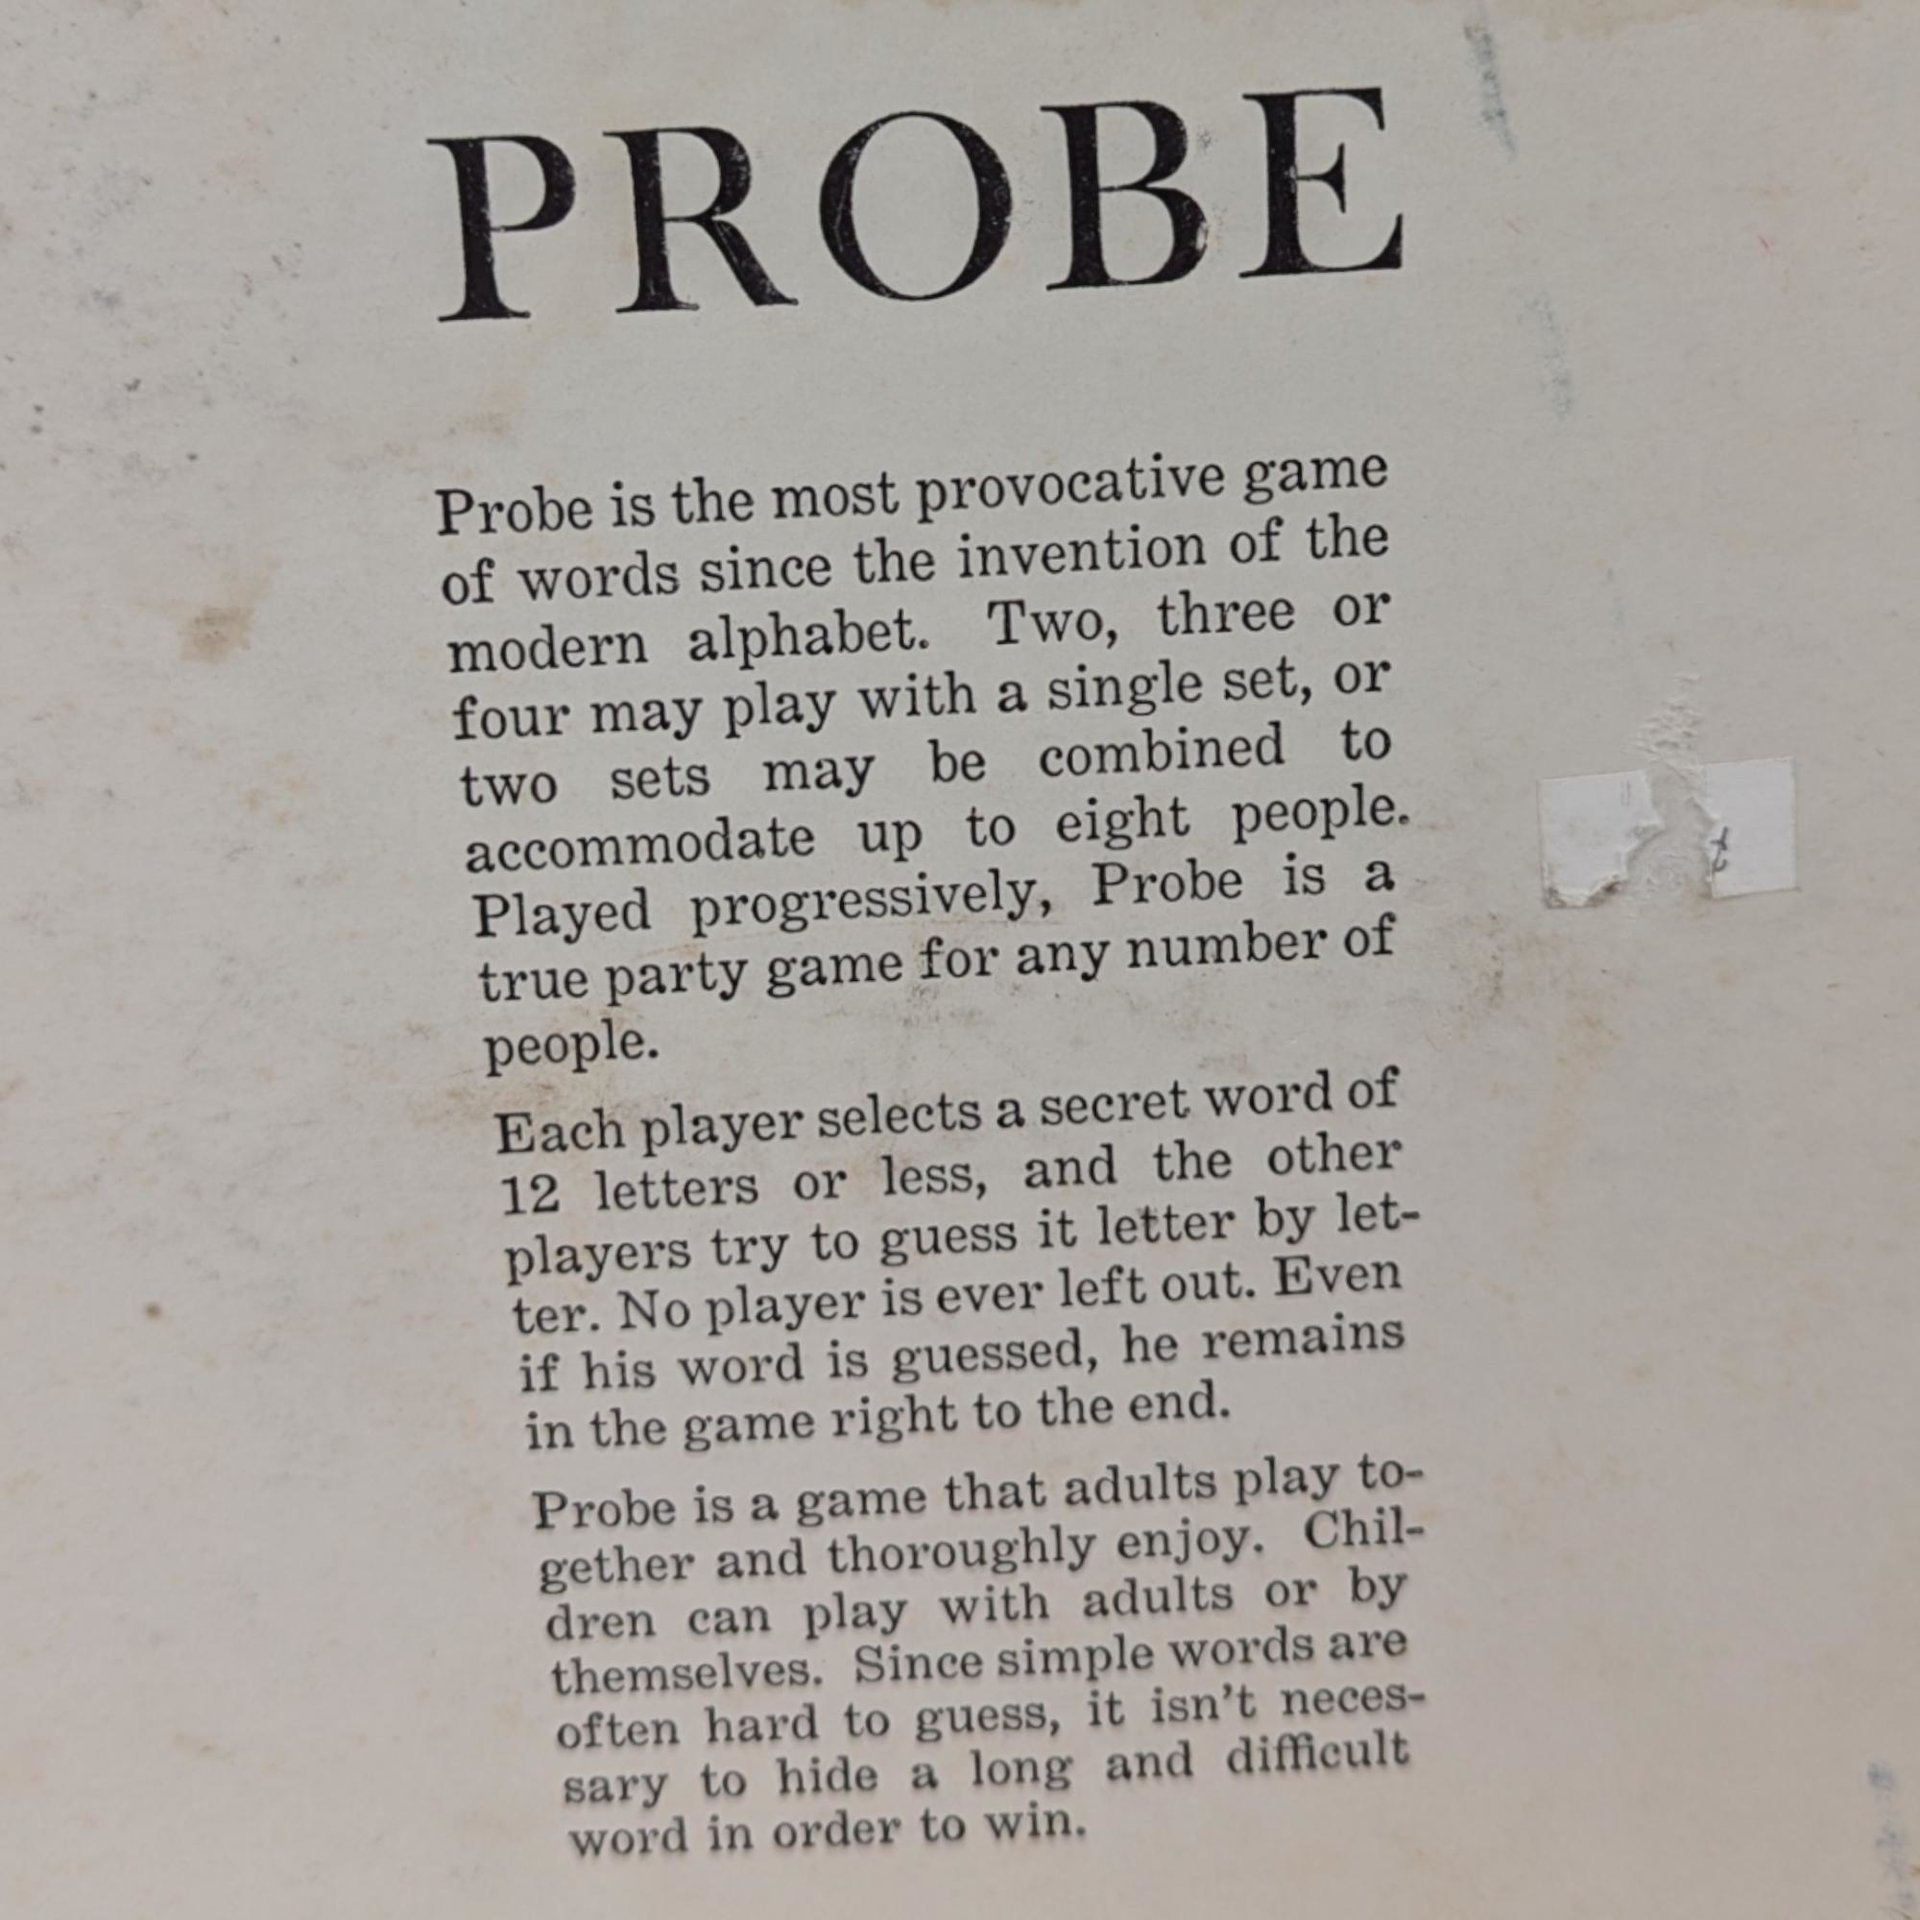 PROBE
Probe is the most provocative game
of words since the invention of the
modern alphabet. Two, three or
four may play with a single set, or
two sets may be combined to
accommodate up to eight people.
Played progressively, Probe is a
true party game for any number of
people.
Each player selects a secret word of
12 letters or less, and the other
players try to guess it letter by let-
ter. No player is ever left out. Even
if his word is guessed, he remains
in the game right to the end.
Probe is a game that adults play to-
gether and thoroughly enjoy. Chil-
dren can play with adults or by
themselves. Since simple words are
often hard to guess, it isn't neces-
sary to hide a long and difficult
word in order to win.